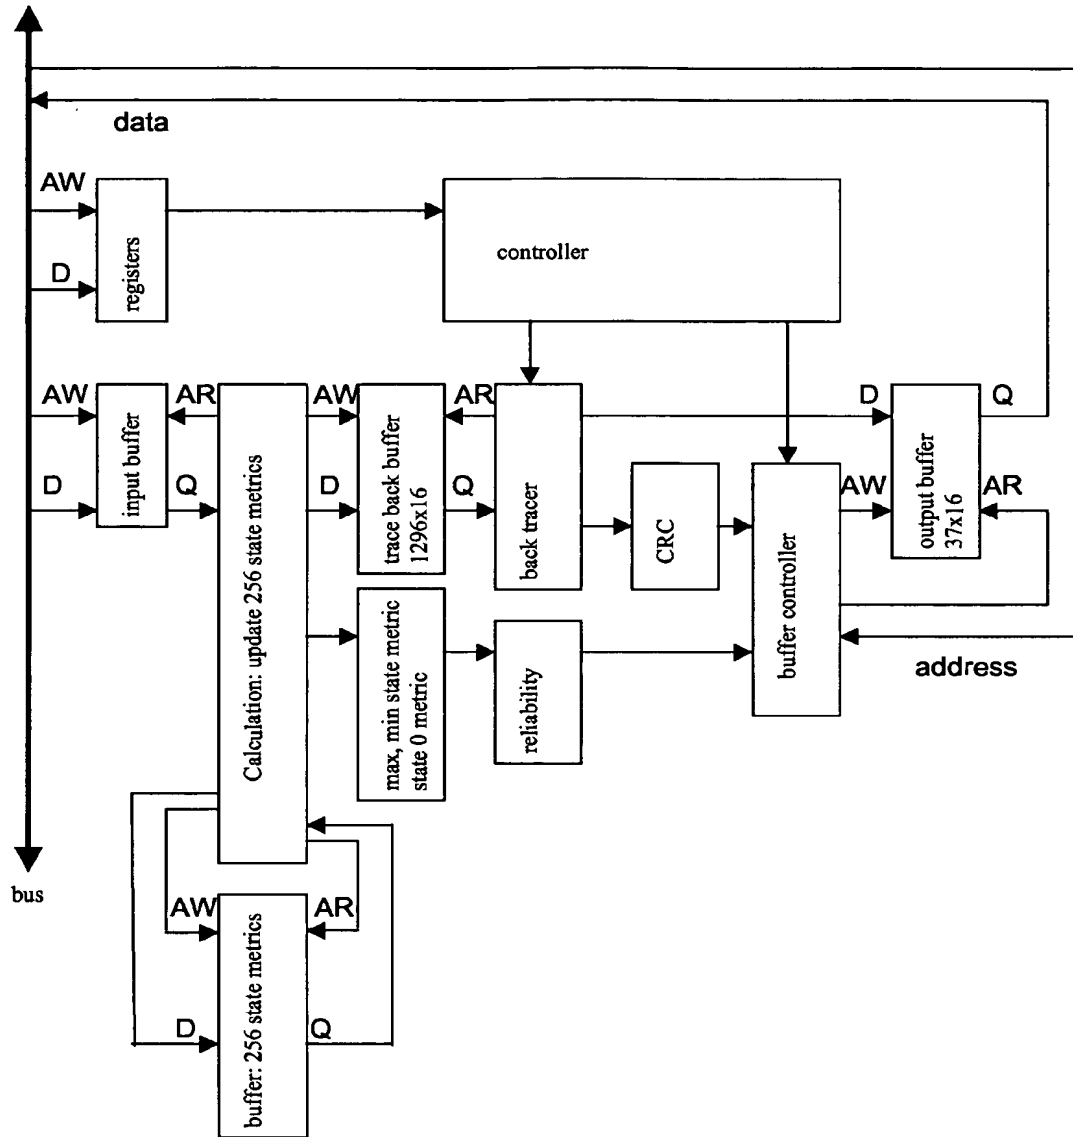 data
AW
D
registers
controller
AW
D
input buffer
AR
Q
Calculation: update 256 state metrics
AW
D
trace back buffer
1296x16
AR
Q
back tracer
CRC
buffer controller
D
AW
output buffer
37x16
Q
AR
max, min state metric
state 0 metric
reliability
address
bus
AW
AR
D
Q
buffer: 256 state metrics